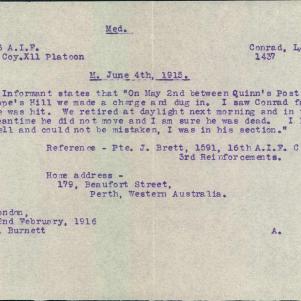 Med.
A.I.F. Conrad, L
Coy.X11 Platoon 1437
M. June 4th, 1915.
Informant states that "On May 2nd between Quinn's Post
pe's Hill we made a charge and dug in. I saw Conrad fa
e was hit. We retired at daylight next morning and in
eantime he did not move and I am sure he was dead. I
ell and could not be mistaken, I was in his section."
Reference - Pte. J. Brett, 1591, 16th A.I.F. C
3rd Reinforcements.
Home address -
179, Beaufort Street,
Perth, Western Australia.
ondon,
2nd February, 1916
Burnett A.